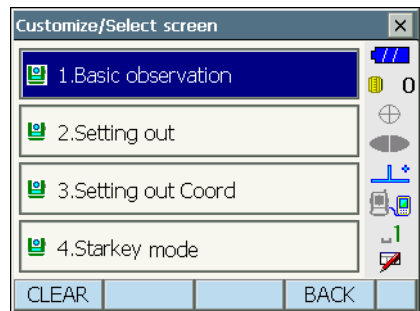 Customize/Select screen
1.Basic observation
0
2.Setting out
3.Setting out Coord
4.Starkey mode
1
CLEAR
BACK